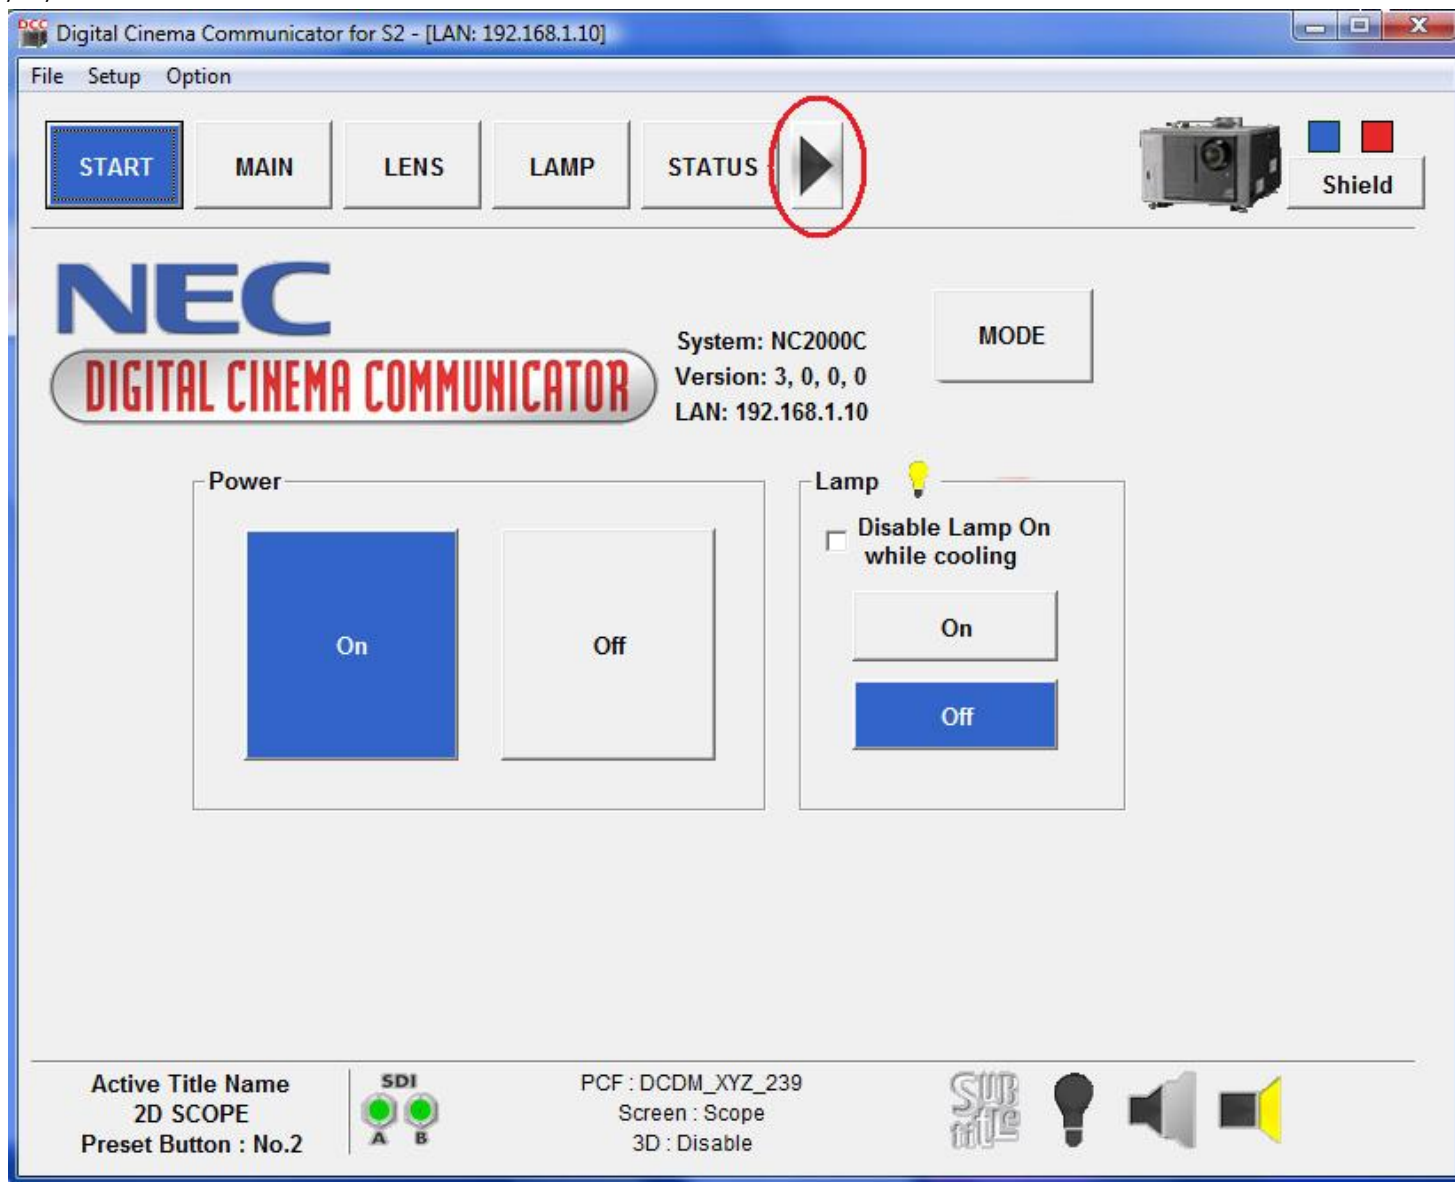 DCC
Digital Cinema Communicator for S2 - [LAN: 192.168.1.10]
File Setup Option
START MAIN LENS LAMP STATUS
Shield
NEC
DIGITAL CINEMA COMMUNICATOR
System: NC2000C
Version: 3, 0, 0, 0
LAN: 192.168.1.10
MODE
Power
On Off
Lamp
Disable Lamp On
while cooling
On
Off
Active Title Name
2D SCOPE
Preset Button : No.2
SDI
A B
PCF : DCDM_XYZ_239
Screen : Scope
3D : Disable
SUB
titLE